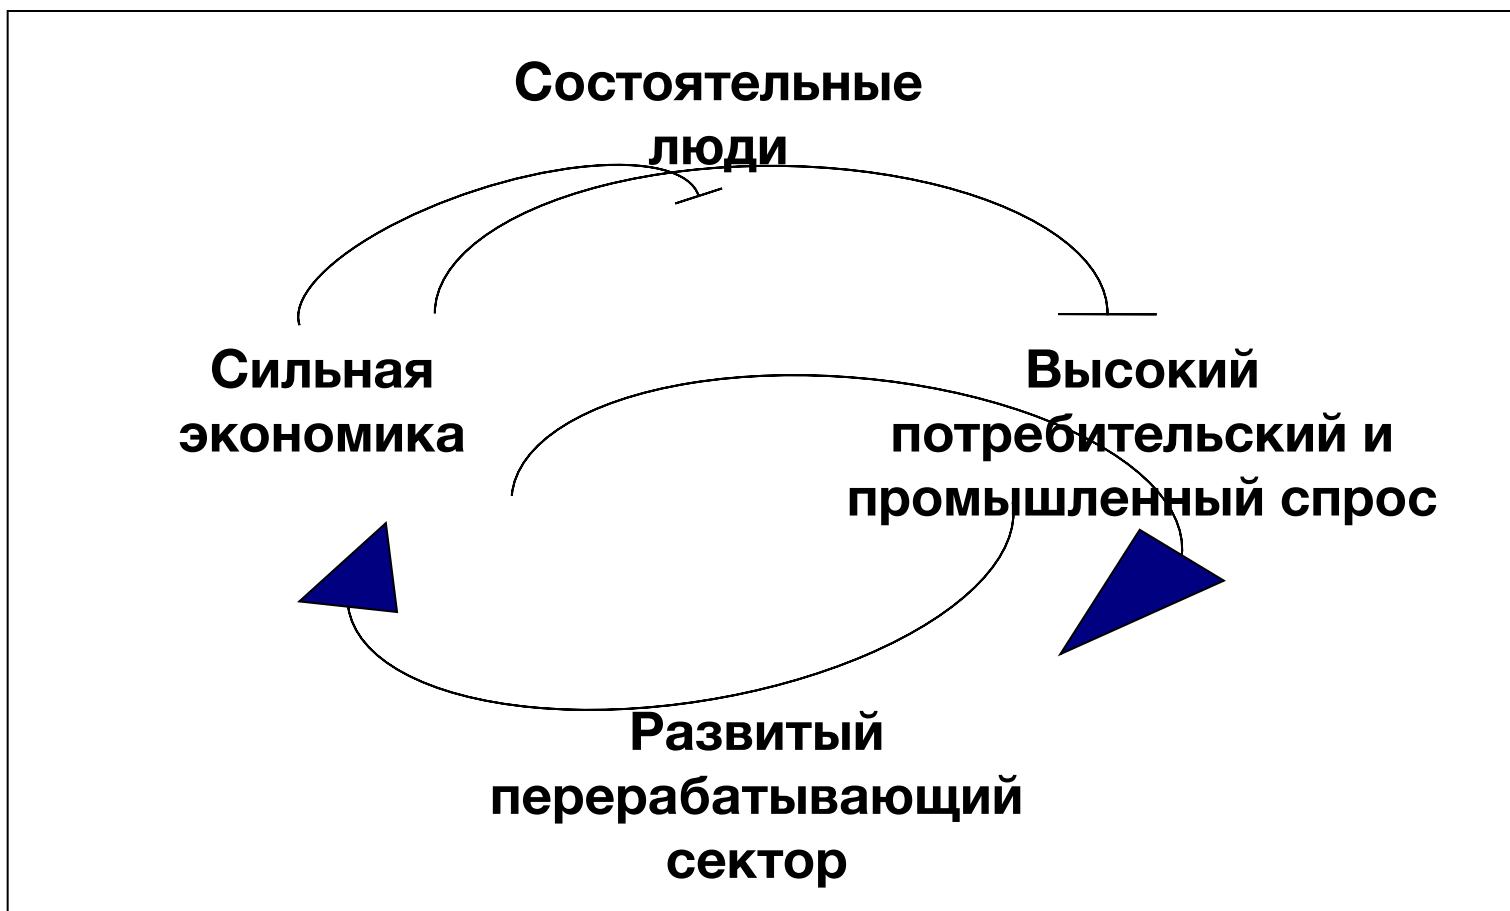 Состоятельные
люди
Сильная
экономика
Высокий
потребительский и
промышленный спрос
Развитый
перерабатывающий
сектор